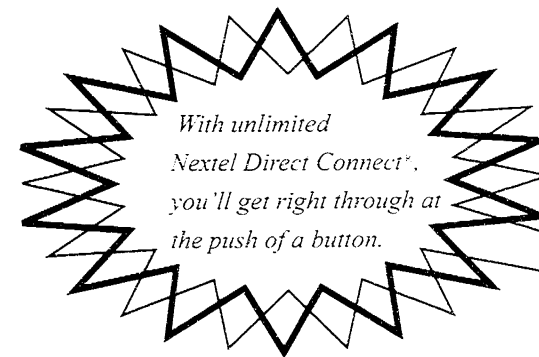 With unlimited
Nextel Direct Connect*,
you'll get right through at
the push of a button.